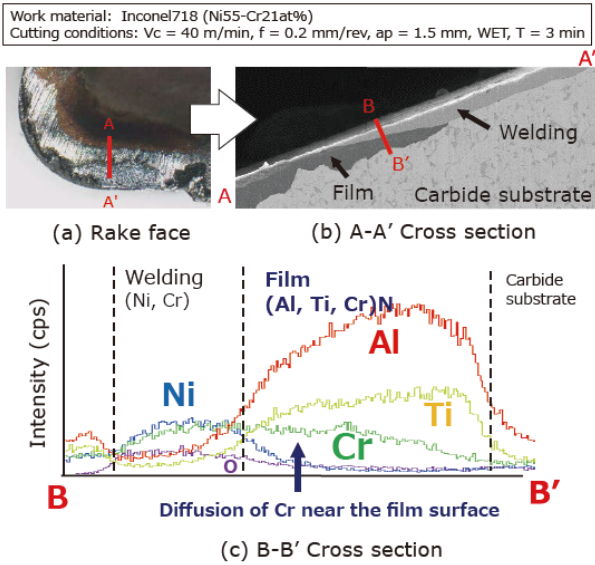 Work material: Inconel718 (Ni55-Cr21at%)
Cutting conditions: Vc = 40 m/min, f = 0.2 mm/rev, ap = 1.5 mm, WET, T = 3 min
A
A'
A
A'
B
B'
Welding
Film
Carbide substrate
(a) Rake face
(b) A-A' Cross section
Intensity (cps)
Welding
(Ni, Cr)
Film
(Al, Ti, Cr)N
Carbide
substrate
Al
Ni
Ti
Cr
O
B
B'
Diffusion of Cr near the film surface
(c) B-B' Cross section